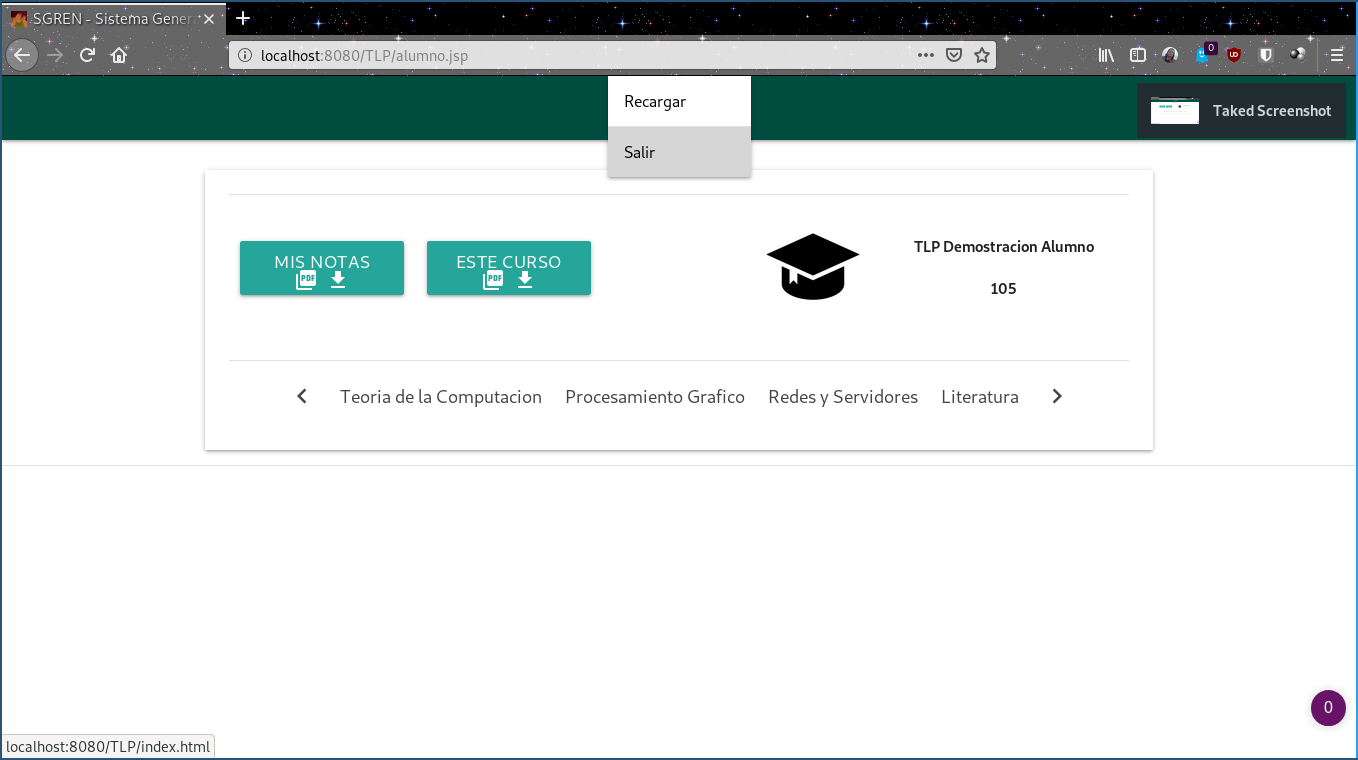 SGREN - Sistema Gener
localhost:8080/TLP/alumno.jsp
0
UD
Recargar
Salir
Taked Screenshot
MIS NOTAS
PDF
ESTE CURSO
PDF
TLP Demostracion Alumno
105
Teoria de la Computacion
Procesamiento Grafico
Redes y Servidores
Literatura
0
localhost:8080/TLP/index.html